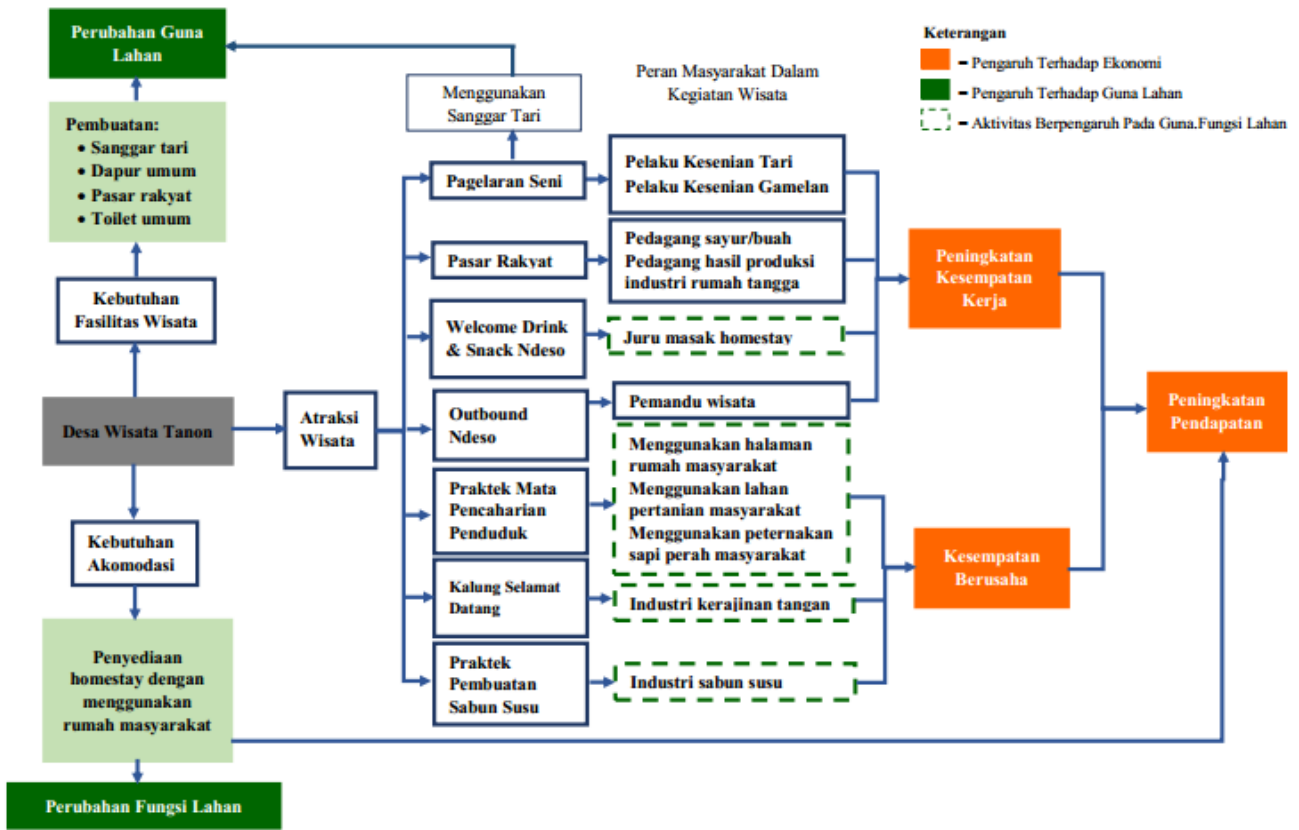 Perubahan Guna
Lahan
Pembuatan:
• Sanggar tari
• Dapur umum
• Pasar rakyat
• Toilet umum
Kebutuhan
Fasilitas Wisata
Desa Wisata Tanon
Kebutuhan
Akomodasi
Penyediaan
homestay dengan
menggunakan
rumah masyarakat
Perubahan Fungsi Lahan
Atraksi
Wisata
Menggunakan
Sanggar Tari
Pagelaran Seni
Pasar Rakyat
Welcome Drink
& Snack Ndeso
Outbound
Ndeso
Praktek Mata
Pencaharian
Penduduk
Kalung Selamat
Datang
Praktek
Pembuatan
Sabun Susu
Peran Masyarakat Dalam
Kegiatan Wisata
Pelaku Kesenian Tari
Pelaku Kesenian Gamelan
Pedagang sayur/buah
Pedagang hasil produksi
industri rumah tangga
Juru masak homestay
Pemandu wisata
Menggunakan halaman
rumah masyarakat
Menggunakan lahan
pertanian masyarakat
Menggunakan peternakan
sapi perah masyarakat
Industri kerajinan tangan
Industri sabun susu
Keterangan
= Pengaruh Terhadap Ekonomi
= Pengaruh Terhadap Guna Lahan
= Aktivitas Berpengaruh Pada Guna.Fungsi Lahan
Peningkatan
Kesempatan
Kerja
Kesempatan
Berusaha
Peningkatan
Pendapatan